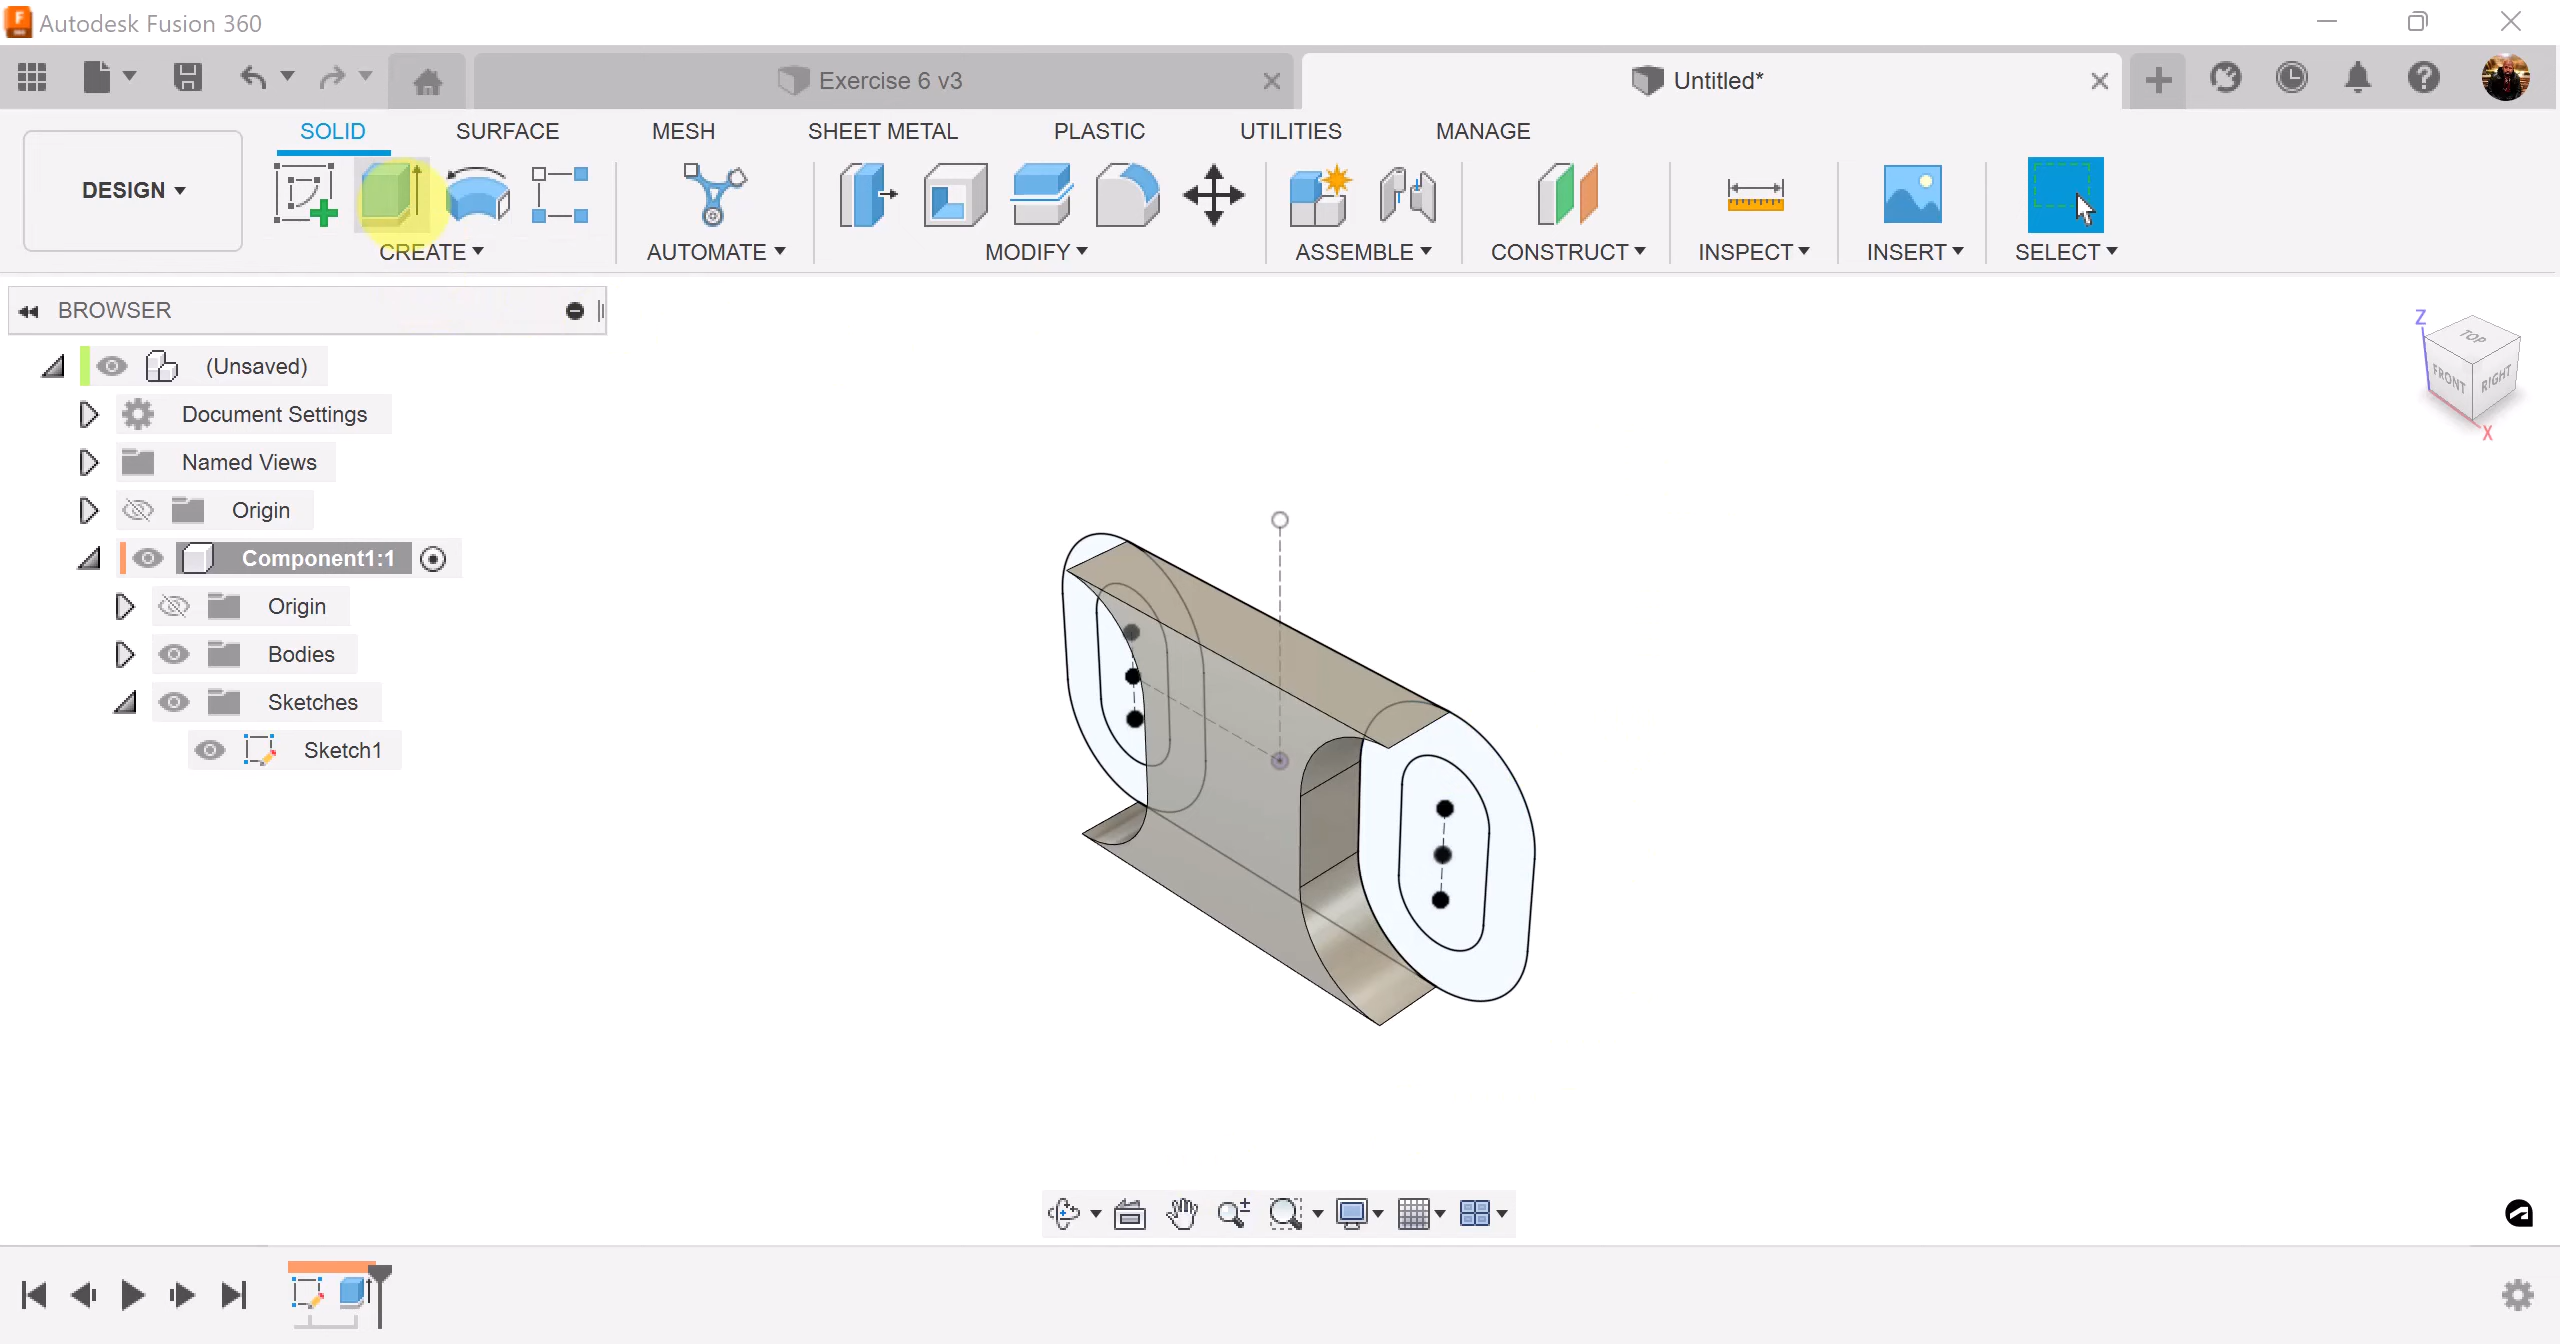 Autodesk Fusion 360
Exercise 6 v3
Untitled*
DESIGN
SOLID
SURFACE
MESH
SHEET METAL
PLASTIC
UTILITIES
MANAGE
CREATE
AUTOMATE
MODIFY
ASSEMBLE
CONSTRUCT
INSPECT
INSERT
SELECT
BROWSER
(Unsaved)
Document Settings
Named Views
Origin
Component1:1
Origin
Bodies
Sketches
Sketch1
Z
TOP
FRONT
RIGHT
X